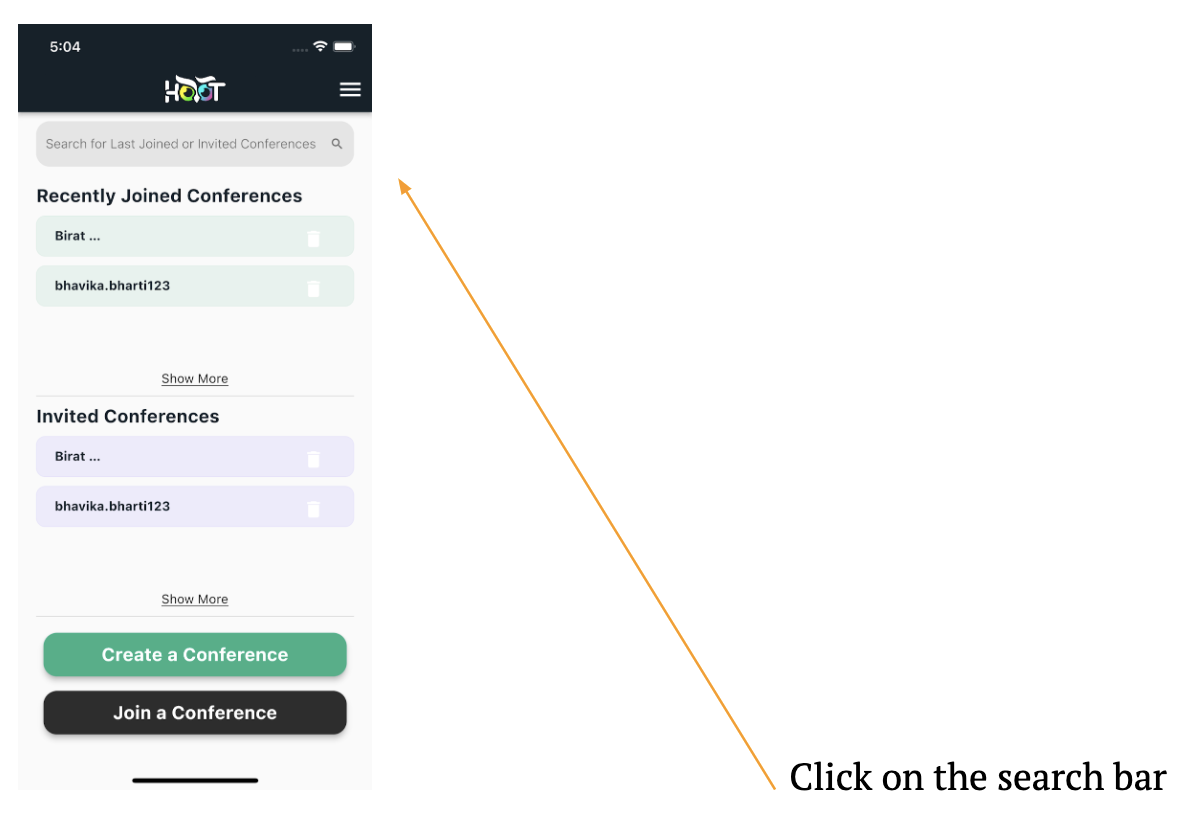 5:04
HOOT
Search for Last Joined or Invited Conferences
Recently Joined Conferences
Birat ...
bhavika.bharti123
Show More
Invited Conferences
Birat ...
bhavika.bharti123
Show More
Create a Conference
Join a Conference
Click on the search bar